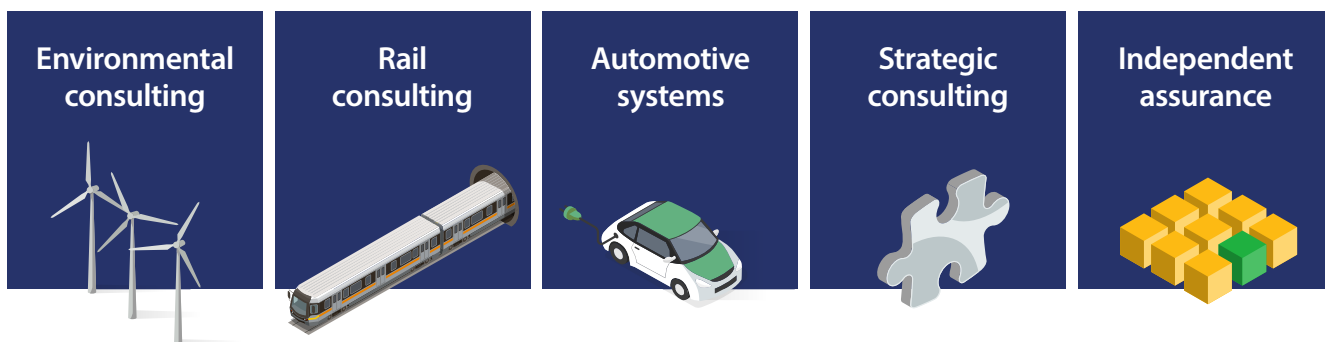 Environmental
consulting
Rail
consulting
Automotive
systems
Strategic
consulting
Independent
assurance